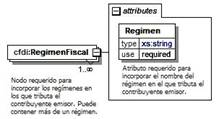 attributes
Regimen
type xs:string
use required
Atributo requerido para
incorporar el nombre del
régimen en el que tributa el
contribuyente emisor.
cfdi:RegimenFiscal
1..∞
Nodo requerido para
incorporar los regímenes en
los que tributa el
contribuyente emisor. Puede
contener más de un régimen.